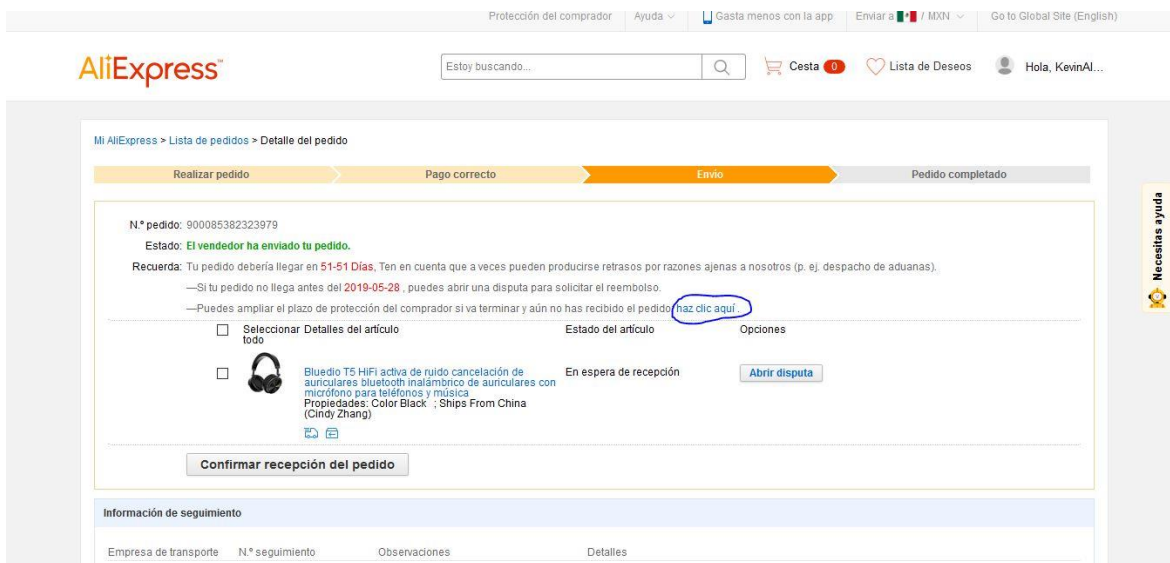 Protección del comprador Ayuda Gasta menos con la app Enviar a / MXN Go to Global Site (English)
AliExpress™
Estoy buscando...
Cesta 0 Lista de Deseos Hola, KevinAl...
Mi AliExpress > Lista de pedidos > Detalle del pedido
Realizar pedido Pago correcto Envío Pedido completado
Necesitas ayuda
N.º pedido: 900085382323979
Estado: El vendedor ha enviado tu pedido.
Recuerda: Tu pedido debería llegar en 51-51 Días, Ten en cuenta que a veces pueden producirse retrasos por razones ajenas a nosotros (p. ej. despacho de aduanas).
—Si tu pedido no llega antes del 2019-05-28 , puedes abrir una disputa para solicitar el reembolso.
—Puedes ampliar el plazo de protección del comprador si va terminar y aún no has recibido el pedido haz clic aquí .
Seleccionar todo Detalles del artículo Estado del artículo Opciones
Bluedio T5 HiFi activa de ruido cancelación de
auriculares bluetooth inalámbrico de auriculares con
micrófono para teléfonos y música
Propiedades: Color Black ; Ships From China
(Cindy Zhang)
En espera de recepción
Abrir disputa
Confirmar recepción del pedido
Información de seguimiento
Empresa de transporte N.º seguimiento Observaciones Detalles